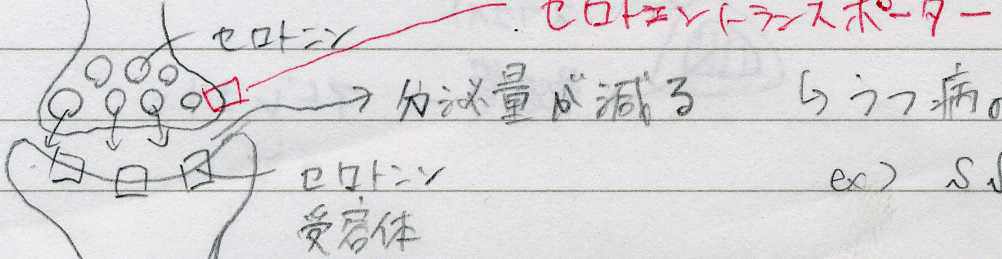 セロトニントランスポーター
セロトニン
→ 分泌量が減る
↳ うつ病。
セロトニン
受容体
ex)